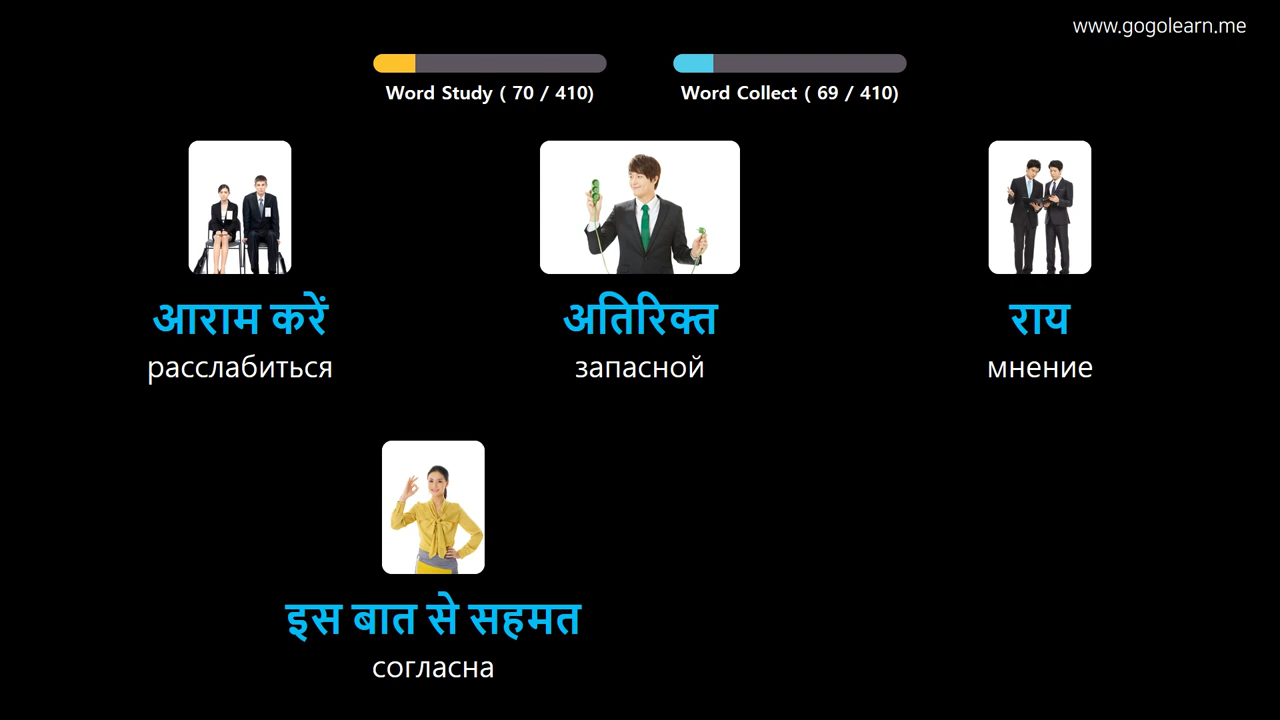 www.gogolearn.me
Word Study ( 70 / 410)
Word Collect ( 69 / 410)
आराम करें
расслабиться
अतिरिक्त
запасной
राय
мнение
इस बात से सहमत
согласна